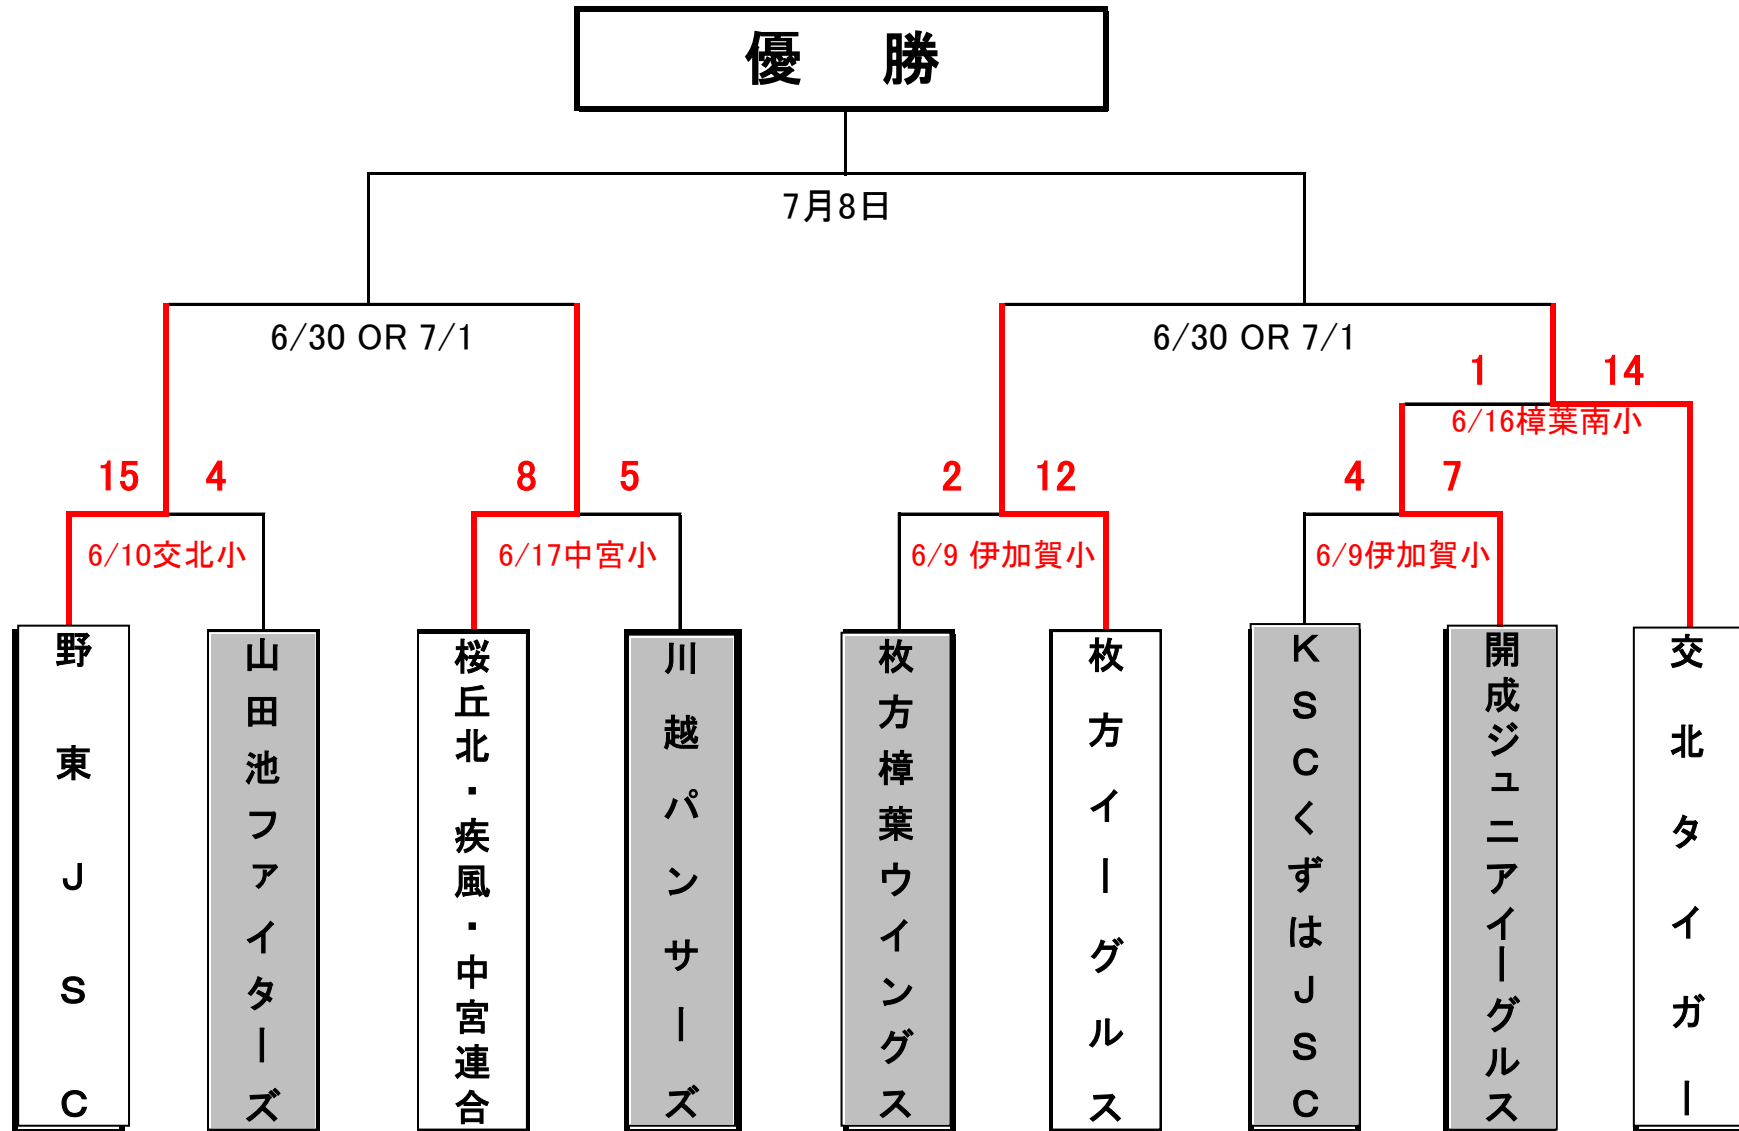 優　勝
7月8日
6/30 OR 7/1
6/30 OR 7/1
1
14
6/16樟葉南小
15
4
8
5
2
12
4
7
6/10交北小
6/17中宮小
6/9 伊加賀小
6/9伊加賀小
野東ＪＳＣ
山田池ファイターズ
桜丘北・疾風・中宮連合
川越パンサーズ
枚方樟葉ウイングス
枚方イーグルス
ＫＳＣくずはＪＳＣ
開成ジュニアイーグルス
交北タイガー